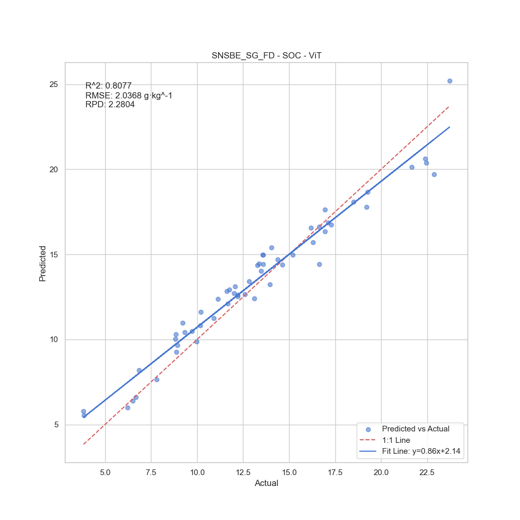 SNSBE_SG_FD - SOC - ViT
R^2: 0.8077
RMSE: 2.0368 g·kg^-1
RPD: 2.2804
25
20
15
10
5
Predicted
5.0 7.5 10.0 12.5 15.0 17.5 20.0 22.5
Actual
Predicted vs Actual
1:1 Line
Fit Line: y=0.86x+2.14